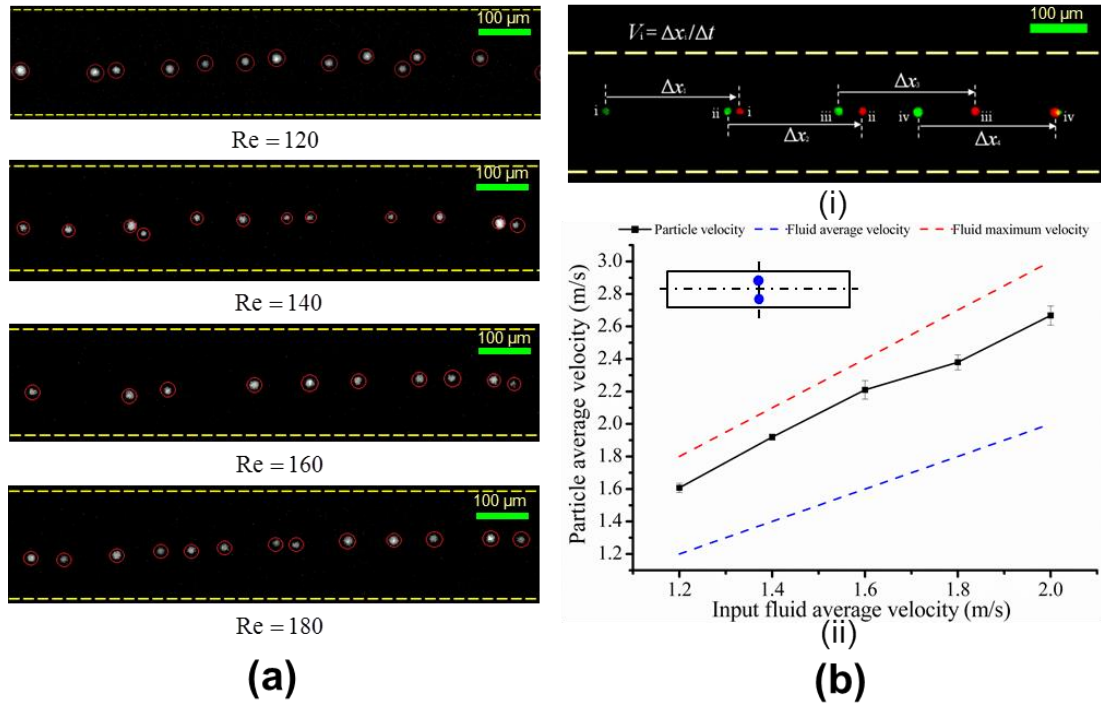 100 µm
Re = 120
100 µm
Re = 140
100 µm
Re = 160
100 µm
Re = 180
(a)
100 µm
Vᵢ = Δxᵢ/Δt
Δx₁
Δx₃
i
ii
i
iii
ii
iv
iii
iv
Δx₂
Δx₄
(i)
Particle velocity
Fluid average velocity
Fluid maximum velocity
3.0
2.8
2.6
2.4
2.2
2.0
1.8
1.6
1.4
1.2
Particle average velocity (m/s)
1.2 1.4 1.6 1.8 2.0
Input fluid average velocity (m/s)
(ii)
(b)